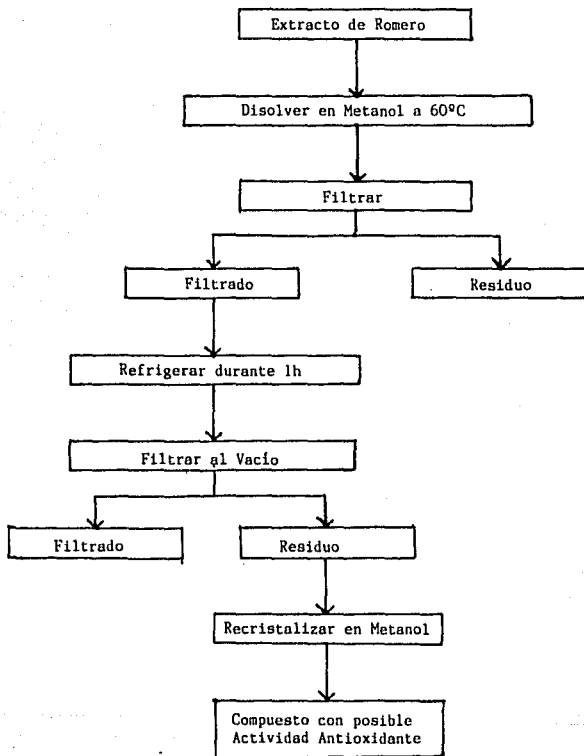 Extracto de Romero
Disolver en Metanol a 60ºC
Filtrar
Filtrado
Residuo
Refrigerar durante 1h
Filtrar al Vacío
Filtrado
Residuo
Recristalizar en Metanol
Compuesto con posible
Actividad Antioxidante